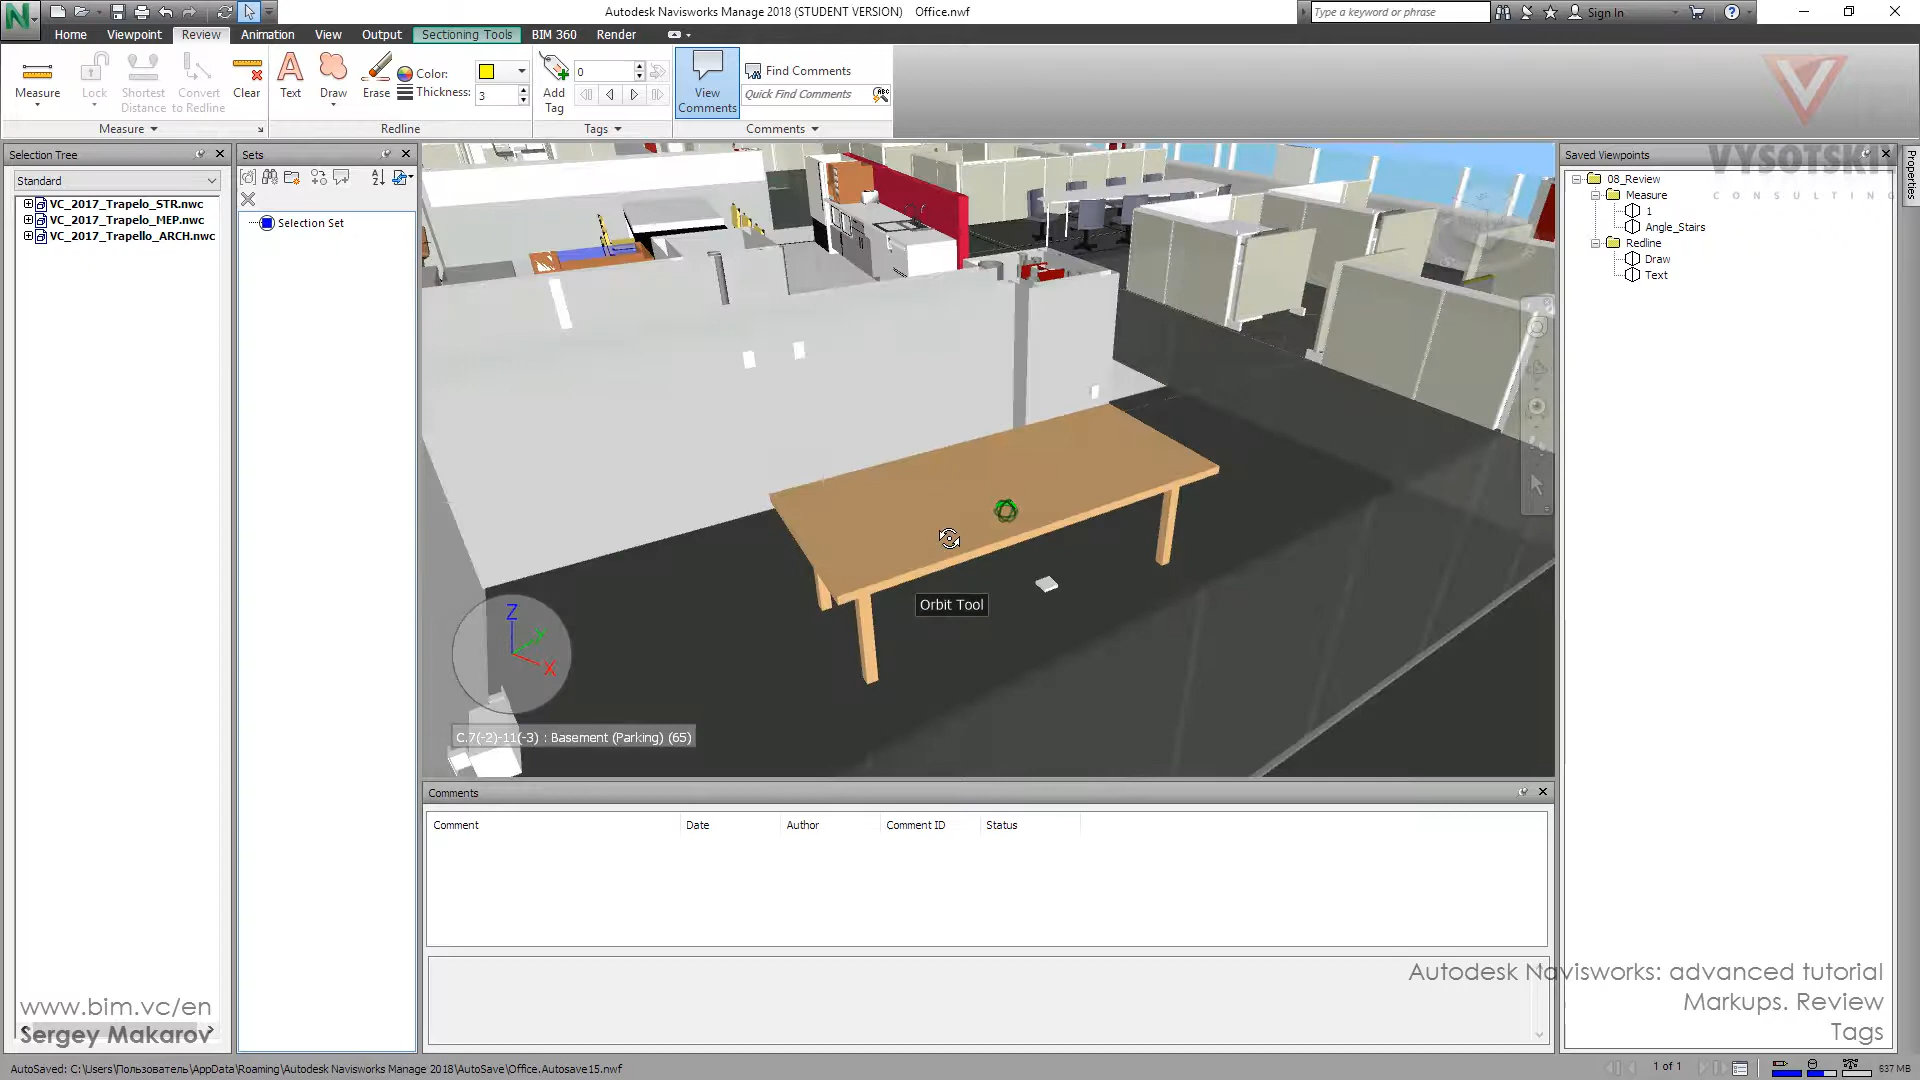 Autodesk Navisworks Manage 2018 (STUDENT VERSION) Office.nwf
Type a keyword or phrase
Sign In
Home Viewpoint Review Animation View Output Sectioning Tools BIM 360 Render
Measure
Lock
Shortest Distance
Convert to Redline
Clear
Text
Draw
Erase
Color:
Thickness:
3
Add Tag
0
View Comments
Find Comments
Quick Find Comments
Measure
Redline
Tags
Comments
VYSOTSKIY
CONSULTING
Selection Tree
Standard
VC_2017_Trapelo_STR.nwc
VC_2017_Trapelo_MEP.nwc
VC_2017_Trapello_ARCH.nwc
Sets
Selection Set
Saved Viewpoints
08_Review
Measure
1
Angle_Stairs
Redline
Draw
Text
Properties
Orbit Tool
Z
Y
X
C.7(-2)-11(-3) : Basement (Parking) (65)
Comments
Comment Date Author Comment ID Status
www.bim.vc/en
Sergey Makarov
Autodesk Navisworks: advanced tutorial
Markups. Review
Tags
AutoSaved: C:\Users\Пользователь\AppData\Roaming\Autodesk Navisworks Manage 2018\AutoSave\Office.Autosave15.nwf
1 of 1
637 MB